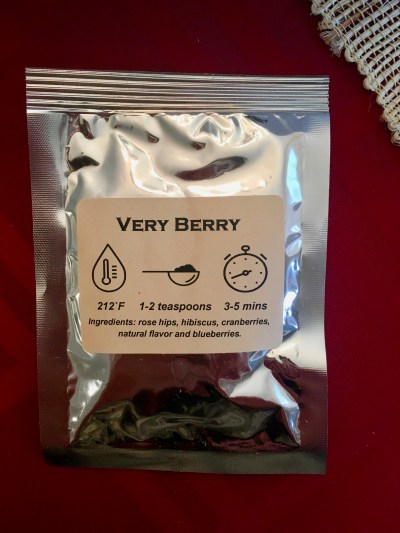 VERY BERRY
212°F 1-2 teaspoons 3-5 mins
Ingredients: rose hips, hibiscus, cranberries,
natural flavor and blueberries.